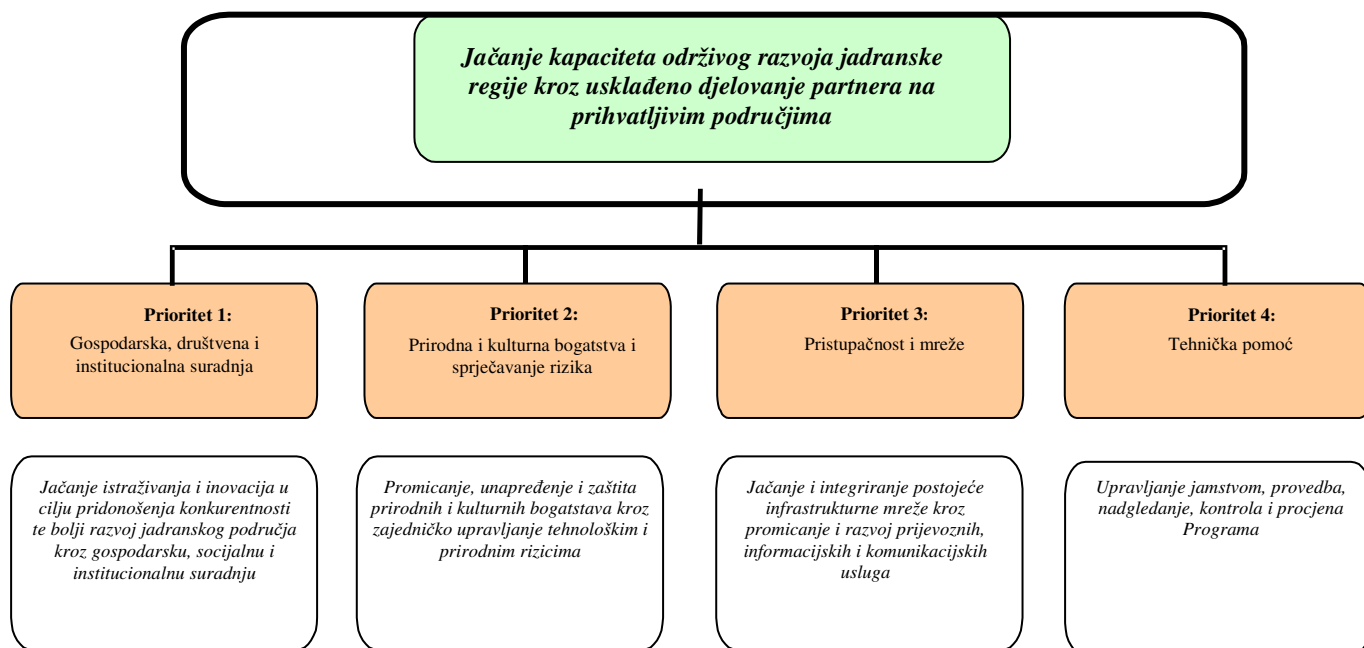 Jačanje kapaciteta održivog razvoja jadranske
regije kroz usklađeno djelovanje partnera na
prihvatljivim područjima
Prioritet 1:
Gospodarska, društvena i
institucionalna suradnja
Prioritet 2:
Prirodna i kulturna bogatstva i
sprječavanje rizika
Prioritet 3:
Pristupačnost i mreže
Prioritet 4:
Tehnička pomoć
Jačanje istraživanja i inovacija u
cilju pridonošenja konkurentnosti
te bolji razvoj jadranskog područja
kroz gospodarsku, socijalnu i
institucionalnu suradnju
Promicanje, unapređenje i zaštita
prirodnih i kulturnih bogatstava kroz
zajedničko upravljanje tehnološkim i
prirodnim rizicima
Jačanje i integriranje postojeće
infrastrukturne mreže kroz
promicanje i razvoj prijevoznih,
informacijskih i komunikacijskih
usluga
Upravljanje jamstvom, provedba,
nadgledanje, kontrola i procjena
Programa